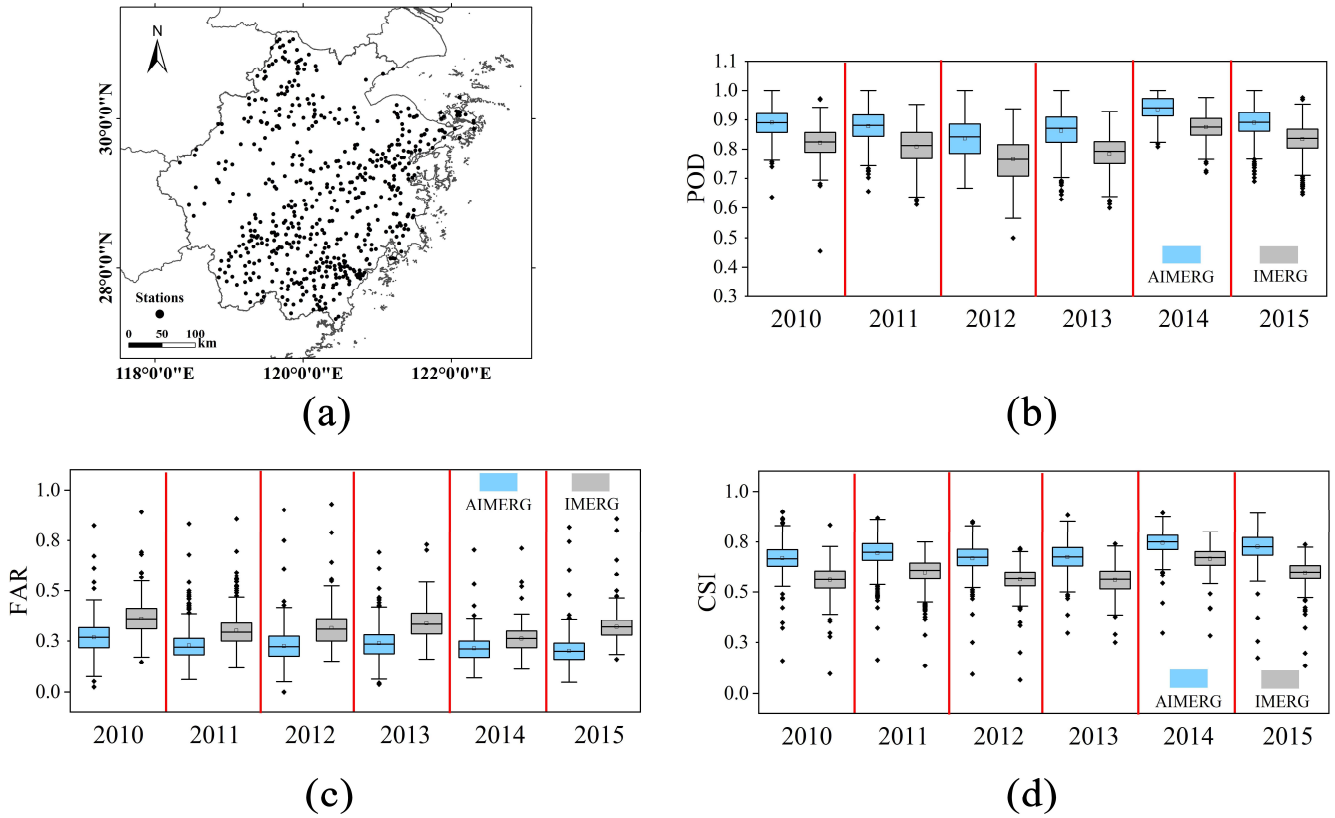 N
30°0'0"N
28°0'0"N
Stations
0 50 100
km
118°0'0"E 120°0'0"E 122°0'0"E
(a)
POD
1.1
1.0
0.9
0.8
0.7
0.6
0.5
0.4
0.3
AIMERG IMERG
2010 2011 2012 2013 2014 2015
(b)
FAR
1.0
0.8
0.5
0.3
0.0
AIMERG IMERG
2010 2011 2012 2013 2014 2015
(c)
CSI
1.0
0.8
0.5
0.3
0.0
AIMERG IMERG
2010 2011 2012 2013 2014 2015
(d)